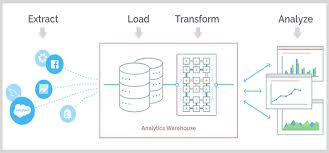 Extract
Load
Transform
Analyze
Analytics Warehouse